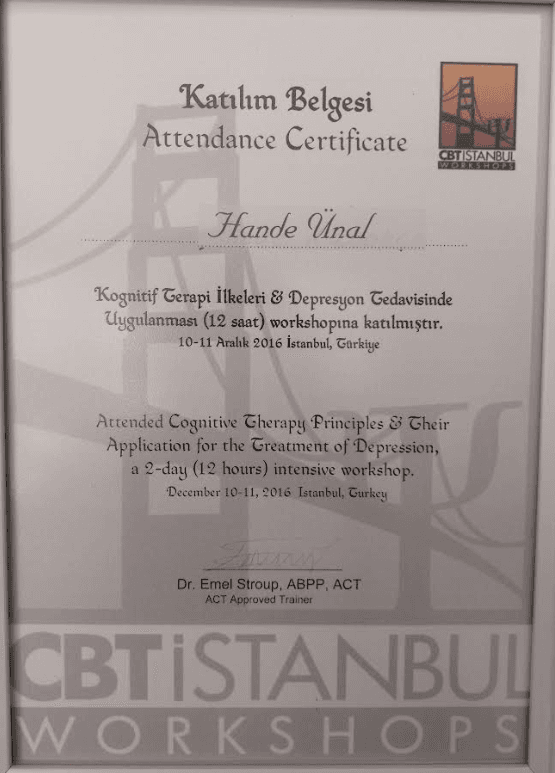 Katılım Belgesi
Attendance Certificate
CBTİSTANBUL
WORKSHOPS
Hande Ünal
Kognitif Terapi İlkeleri & Depresyon Tedavisinde
Uygulanması (12 saat) workshopına katılmıştır.
10-11 Aralık 2016 İstanbul, Türkiye
Attended Cognitive Therapy Principles & Their
Application for the Treatment of Depression,
a 2-day (12 hours) intensive workshop.
December 10-11, 2016 Istanbul, Turkey
Dr. Emel Stroup, ABPP, ACT
ACT Approved Trainer
CBTİSTANBUL
WORKSHOPS